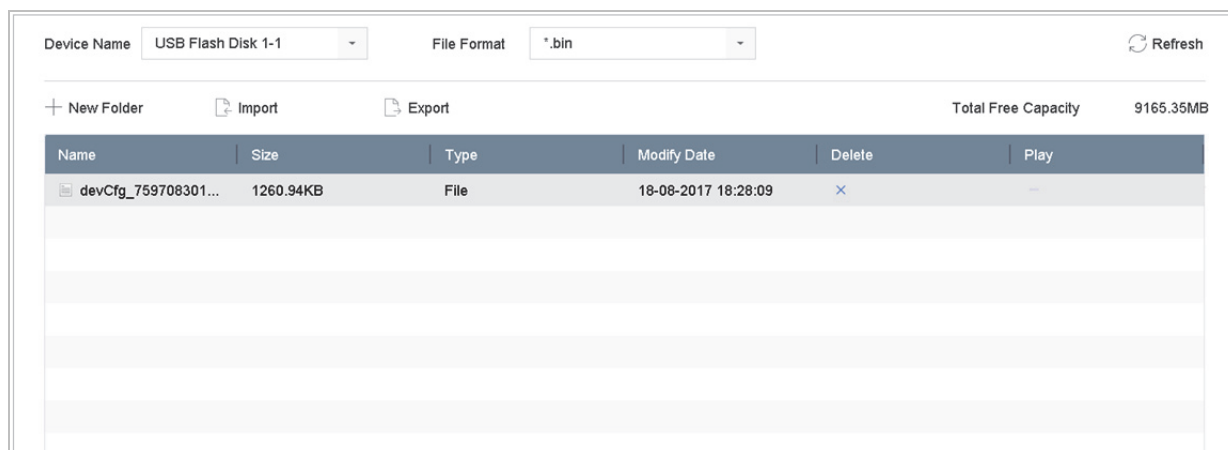 Device Name USB Flash Disk 1-1 File Format *.bin Refresh
New Folder Import Export Total Free Capacity 9165.35MB
Name Size Type Modify Date Delete Play
devCfg_759708301... 1260.94KB File 18-08-2017 18:28:09